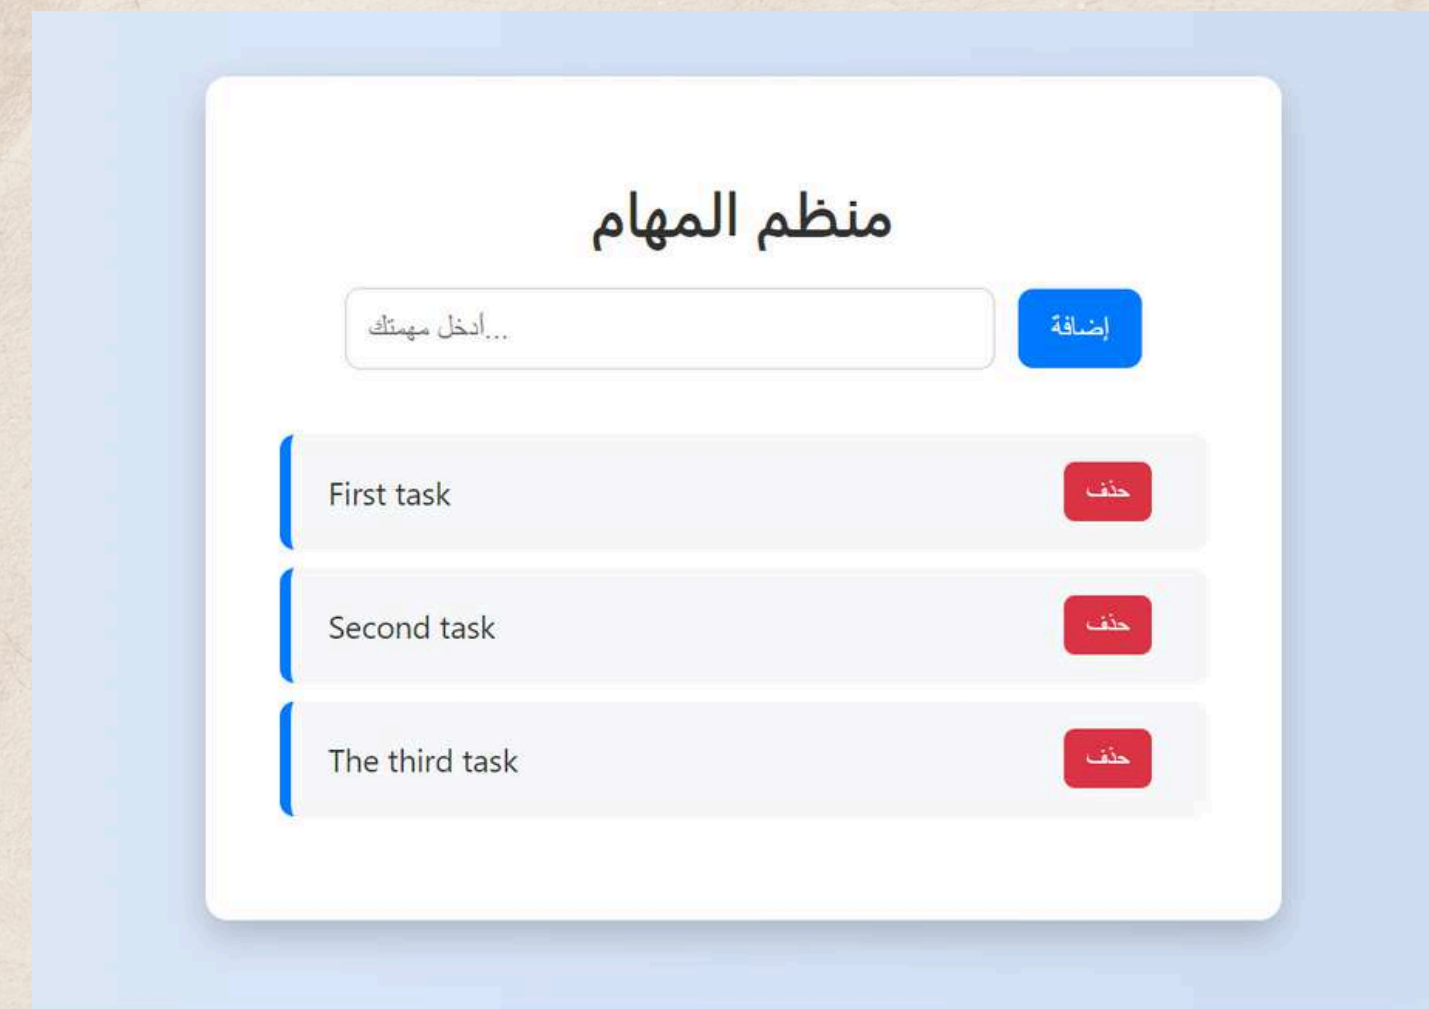 منظم المهام
أدخل مهمتك...
إضافة
First task
حذف
Second task
حذف
The third task
حذف